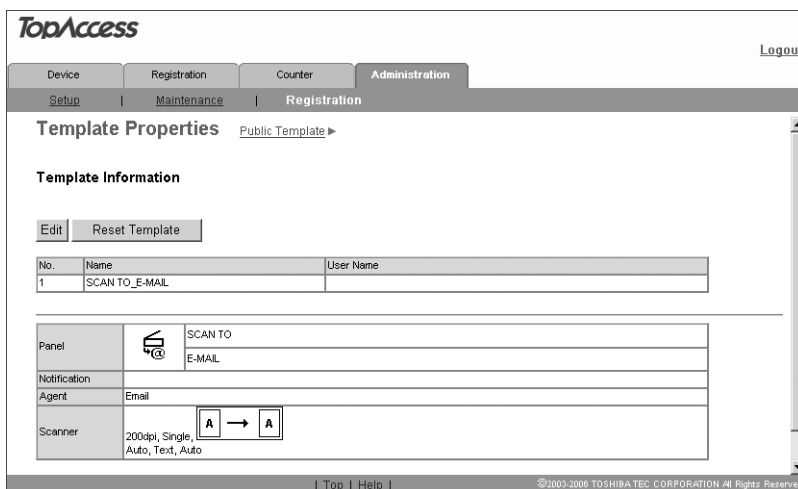 TopAccess
Logou
Device Registration Counter Administration
Setup | Maintenance | Registration
Template Properties Public Template ▶
Template Information
Edit Reset Template
No. Name User Name
1 SCAN TO_E-MAIL
Panel @ SCAN TO
E-MAIL
Notification
Agent Email
Scanner 200dpi, Single, A → A
Auto, Text, Auto
| Top | Help | ©2003-2006 TOSHIBA TEC CORPORATION All Rights Reserve